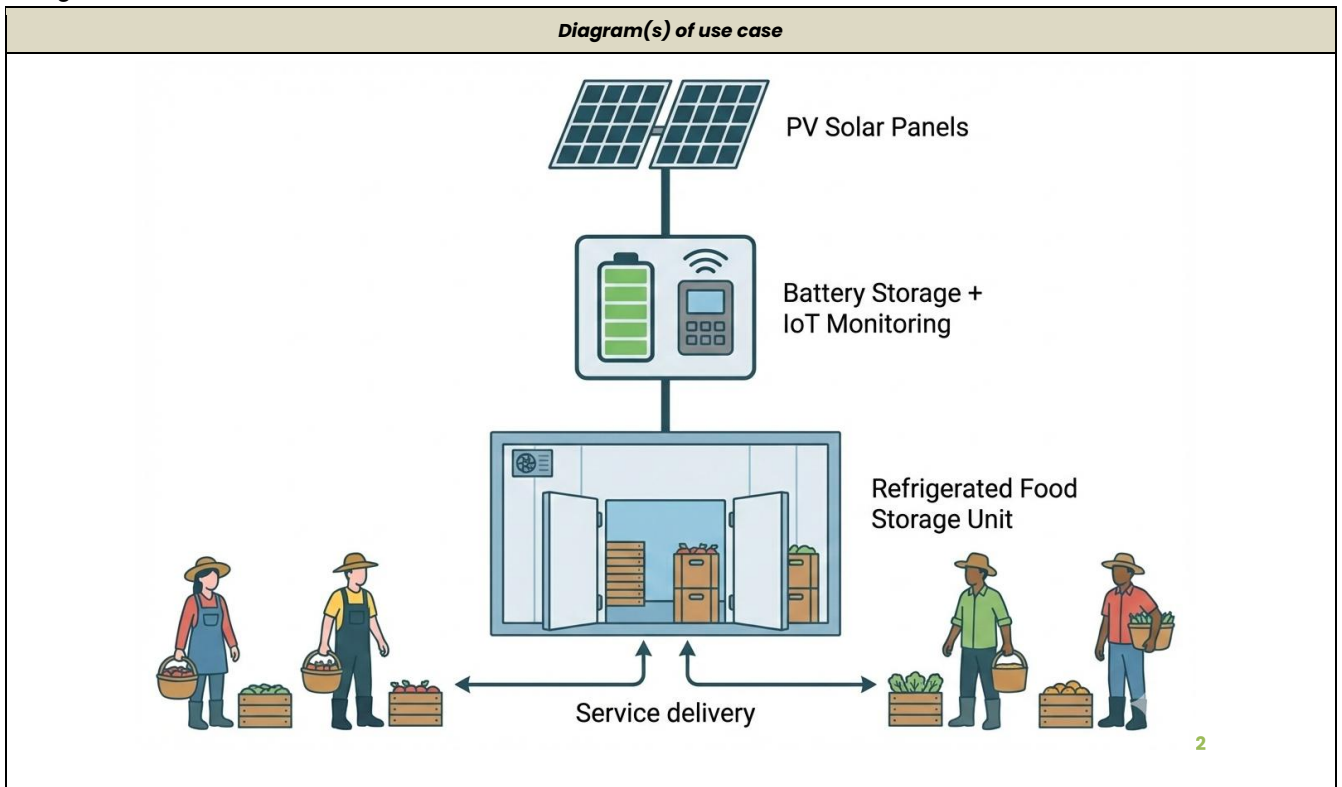 Diagram(s) of use case
PV Solar Panels
Battery Storage +
IoT Monitoring
Refrigerated Food
Storage Unit
Service delivery
2